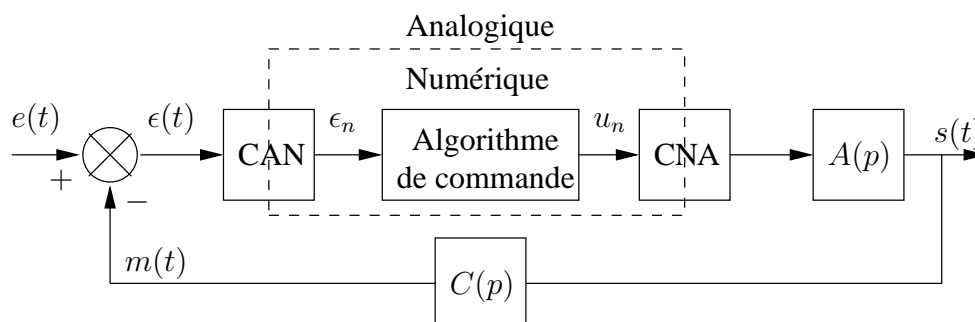 Analogique
Numérique
e(t)
ϵ(t)
CAN
ϵₙ
Algorithme
de commande
uₙ
CNA
A(p)
s(t)
+
−
m(t)
C(p)